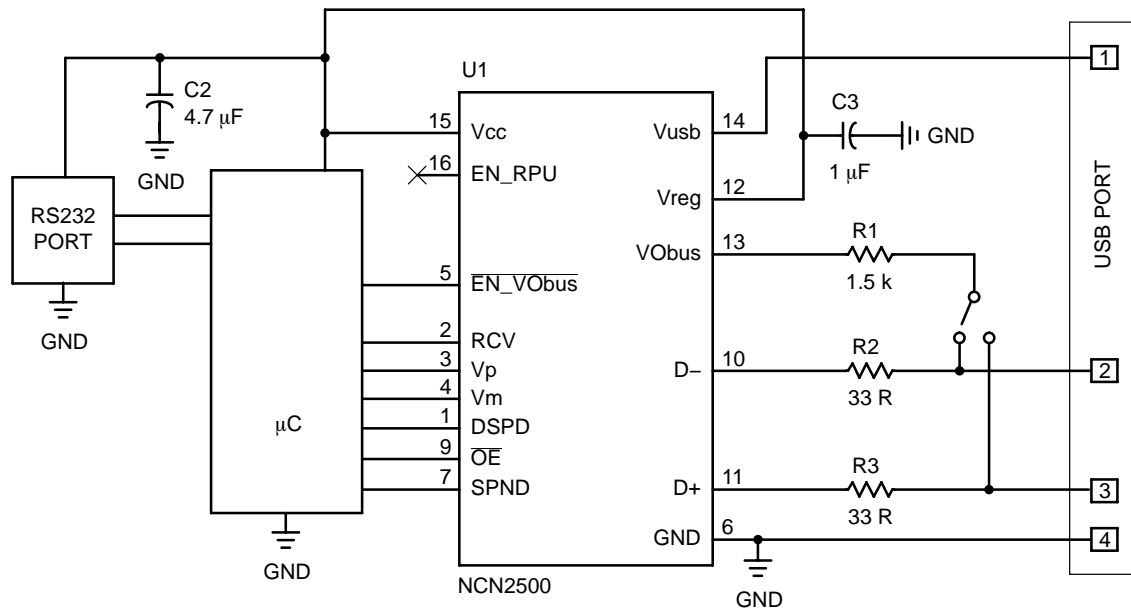 U1
1
C2
4.7 μF
GND
C3
1 μF
GND
15
Vcc
Vusb
14
16
EN_RPU
Vreg
12
RS232
PORT
GND
VObus
13
R1
1.5 k
USB PORT
5
EN_VObus
2
RCV
3
Vp
4
Vm
1
DSPD
9
OE
7
SPND
μC
GND
D–
10
R2
33 R
2
D+
11
R3
33 R
3
GND
6
4
GND
NCN2500